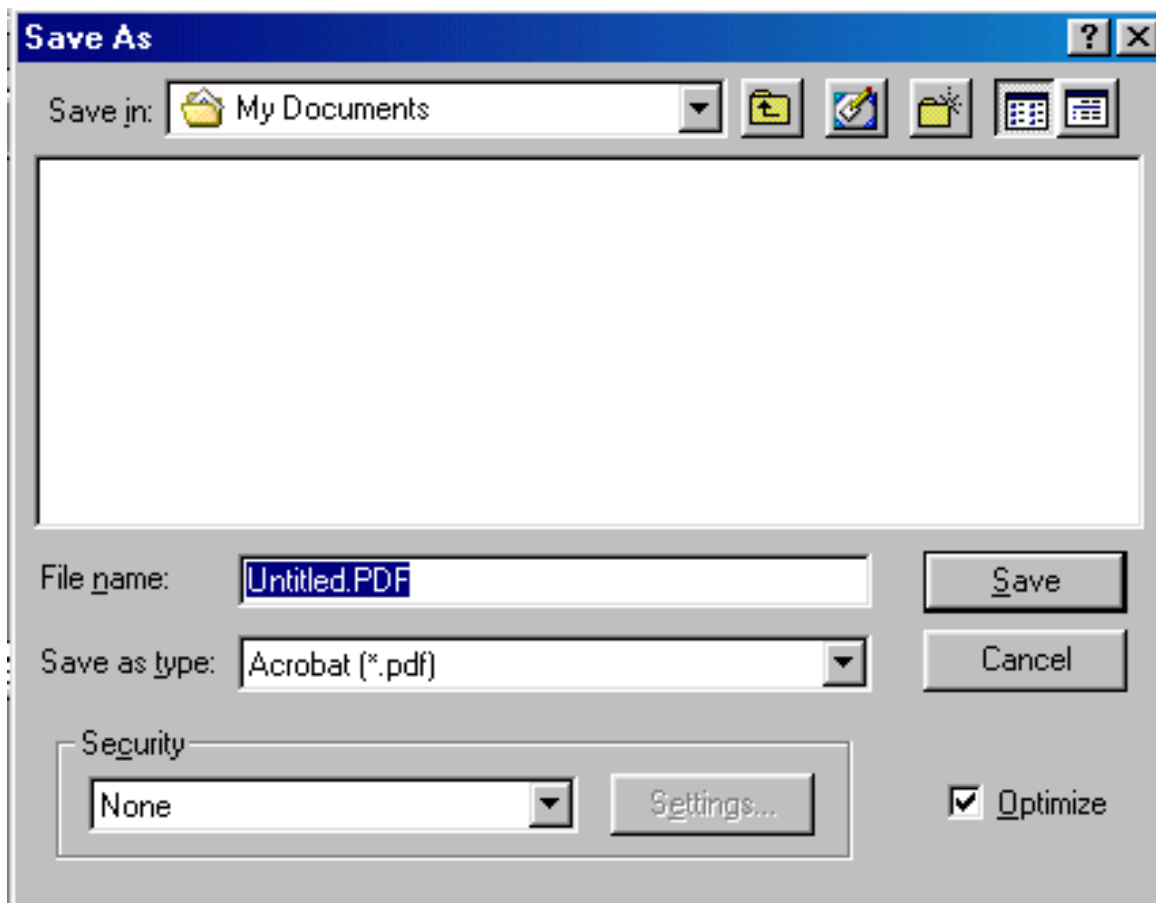 Save As
Save in: My Documents
File name: Untitled.PDF Save
Save as type: Acrobat (*.pdf) Cancel
Security
None Settings... Optimize